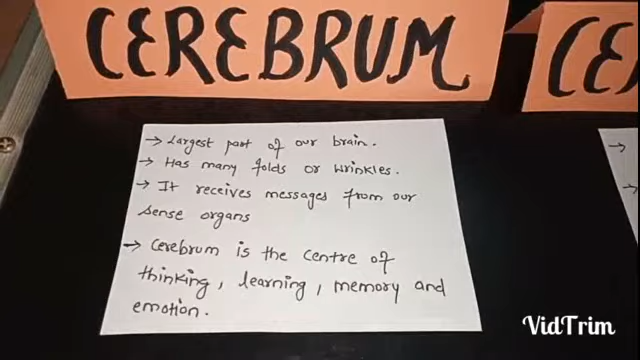 CEREBRUM
CE
→ Largest part of our brain.
→ Has many folds or wrinkles.
→ It receives messages from our
sense organs
→ Cerebrum is the centre of
thinking, learning, memory and
emotion.
→
→
VidTrim